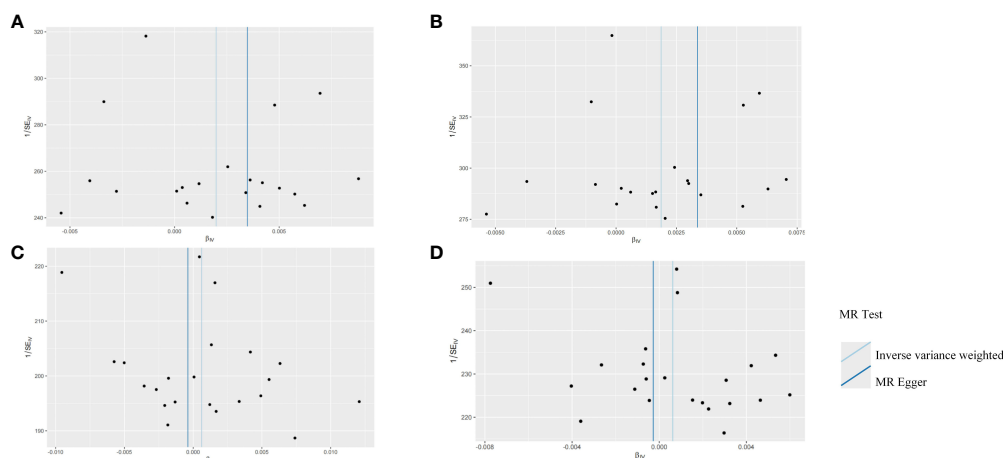 A
320
300
280
260
240
1/SE_IV
-0.005
0.000
0.005
β_IV
B
350
325
300
275
1/SE_IV
-0.0050
-0.0025
0.0000
0.0025
0.0050
0.0075
β_IV
C
220
210
200
190
1/SE_IV
-0.010
-0.005
0.000
0.005
0.010
D
250
240
230
220
1/SE_IV
-0.008
-0.004
0.000
0.004
β_IV
MR Test
Inverse variance weighted
MR Egger